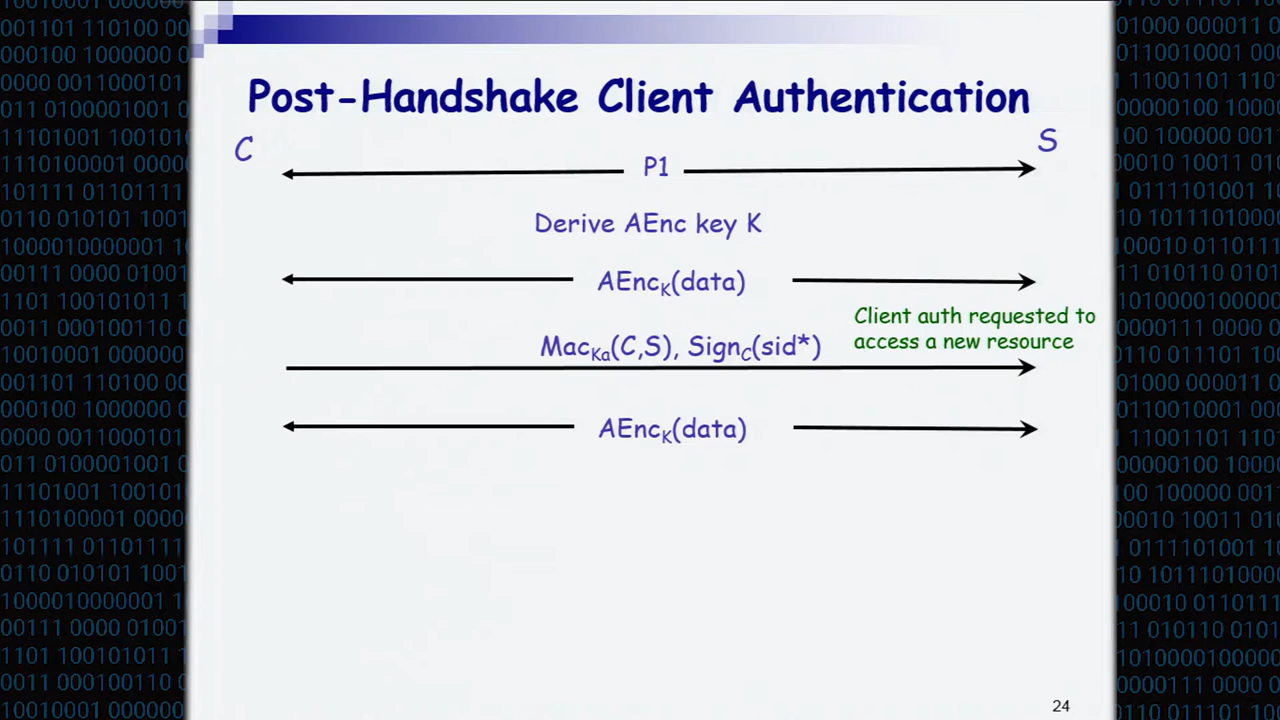 Post-Handshake Client Authentication
C
S
P1
Derive AEnc key K
AEncK(data)
Client auth requested to
access a new resource
MacKa(C,S), SignC(sid*)
AEncK(data)
24